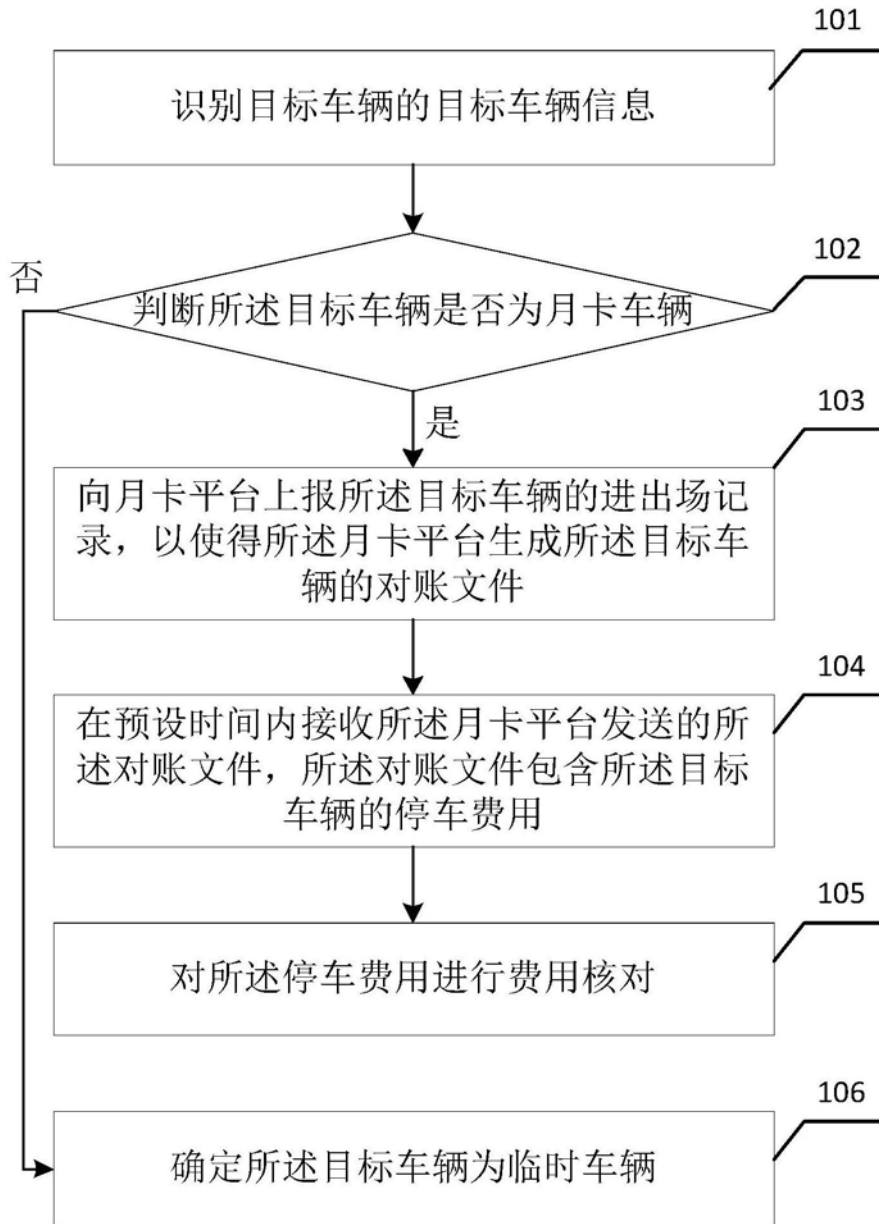 101
识别目标车辆的目标车辆信息
102
否
判断所述目标车辆是否为月卡车辆
是
103
向月卡平台上报所述目标车辆的进出场记
录，以使得所述月卡平台生成所述目标车
辆的对账文件
104
在预设时间内接收所述月卡平台发送的所
述对账文件，所述对账文件包含所述目标
车辆的停车费用
105
对所述停车费用进行费用核对
106
确定所述目标车辆为临时车辆